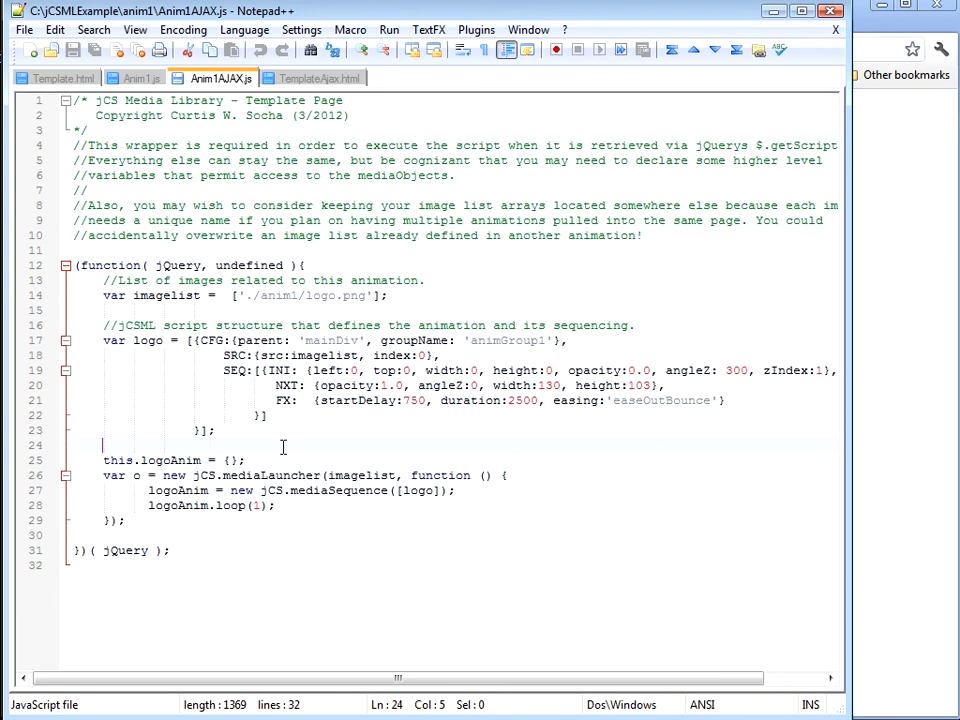 C:\jCSMLExample\anim1\Anim1AJAX.js - Notepad++
File Edit Search View Encoding Language Settings Macro Run TextFX Plugins Window ? X
Other bookmarks
Template.html Anim1.js Anim1AJAX.js TemplateAjax.html
1 /* jCS Media Library - Template Page
2 Copyright Curtis W. Socha (3/2012)
3 */
4 //This wrapper is required in order to execute the script when it is retrieved via jQuerys $.getScript
5 //Everything else can stay the same, but be cognizant that you may need to declare some higher level
6 //variables that permit access to the mediaObjects.
7 //
8 //Also, you may wish to consider keeping your image list arrays located somewhere else because each im
9 //needs a unique name if you plan on having multiple animations pulled into the same page. You could
10 //accidentally overwrite an image list already defined in another animation!
11
12 (function( jQuery, undefined ){
13 //List of images related to this animation.
14 var imagelist = ['./anim1/logo.png'];
15
16 //jCSML script structure that defines the animation and its sequencing.
17 var logo = [{CFG:{parent: 'mainDiv', groupName: 'animGroup1'},
18 SRC:{src:imagelist, index:0},
19 SEQ:[{INI: {left:0, top:0, width:0, height:0, opacity:0.0, angleZ: 300, zIndex:1},
20 NXT: {opacity:1.0, angleZ:0, width:130, height:103},
21 FX: {startDelay:750, duration:2500, easing:'easeOutBounce'}
22 }]
23 }];
24
25 this.logoAnim = {};
26 var o = new jCS.mediaLauncher(imagelist, function () {
27 logoAnim = new jCS.mediaSequence([logo]);
28 logoAnim.loop(1);
29 });
30
31 })( jQuery );
32
JavaScript file length : 1369 lines : 32 Ln : 24 Col : 5 Sel : 0 Dos\Windows ANSI INS